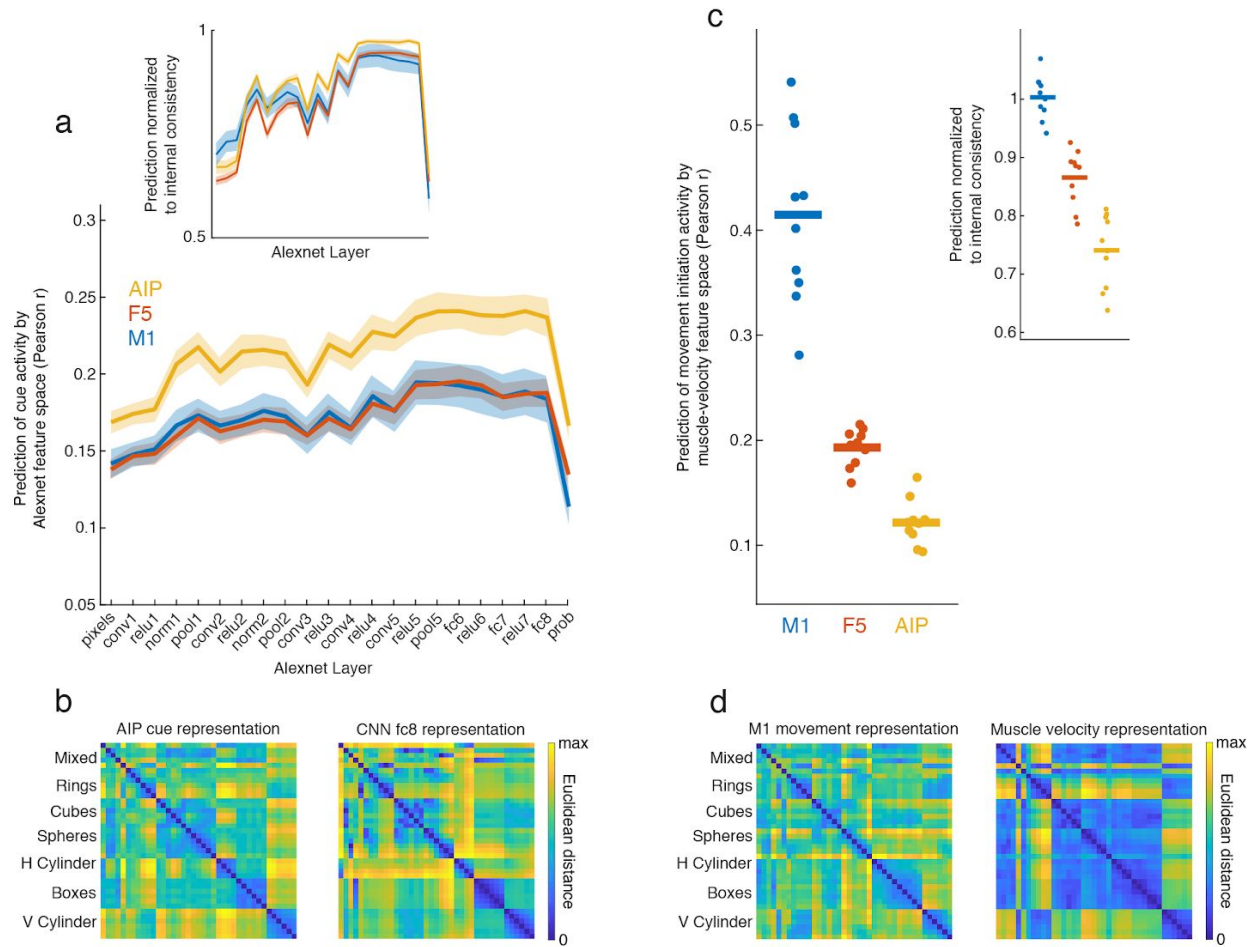 a
Prediction normalized
to internal consistency
1
0.5
Alexnet Layer
Prediction of cue activity by
Alexnet feature space (Pearson r)
0.3
0.25
0.2
0.15
0.1
0.05
AIP
F5
M1
pixels
conv1
relu1
norm1
pool1
conv2
relu2
norm2
pool2
conv3
relu3
conv4
relu4
conv5
relu5
pool5
fc6
relu6
fc7
relu7
fc8
prob
Alexnet Layer
c
Prediction of movement initiation activity by
muscle-velocity feature space (Pearson r)
0.5
0.4
0.3
0.2
0.1
M1
F5
AIP
Prediction normalized
to internal consistency
1
0.9
0.8
0.7
0.6
b
AIP cue representation
CNN fc8 representation
Mixed
Rings
Cubes
Spheres
H Cylinder
Boxes
V Cylinder
max
Euclidean distance
0
d
M1 movement representation
Muscle velocity representation
Mixed
Rings
Cubes
Spheres
H Cylinder
Boxes
V Cylinder
max
Euclidean distance
0